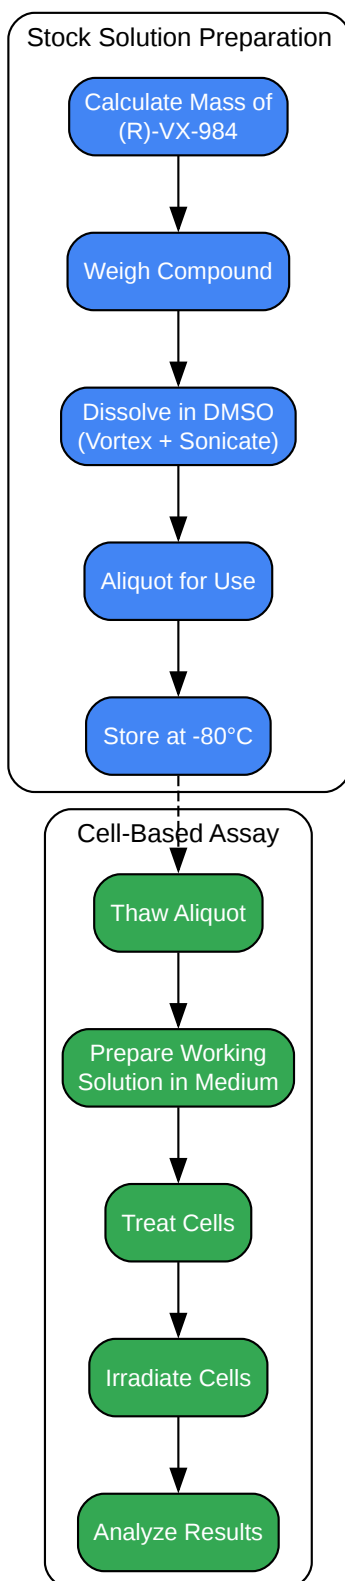 Stock Solution Preparation
Calculate Mass of
(R)-VX-984
Weigh Compound
Dissolve in DMSO
(Vortex + Sonicate)
Aliquot for Use
Store at -80°C
Cell-Based Assay
Thaw Aliquot
Prepare Working
Solution in Medium
Treat Cells
Irradiate Cells
Analyze Results